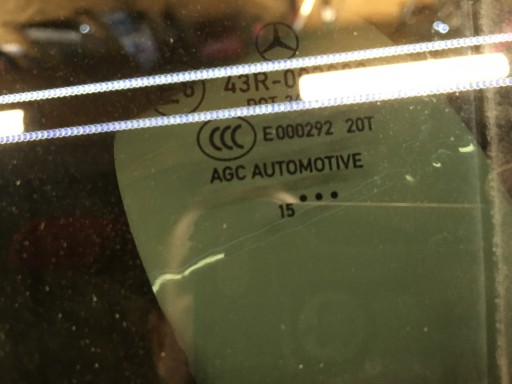 43R-0
CCC E000292 20T
AGC AUTOMOTIVE
• • •
15